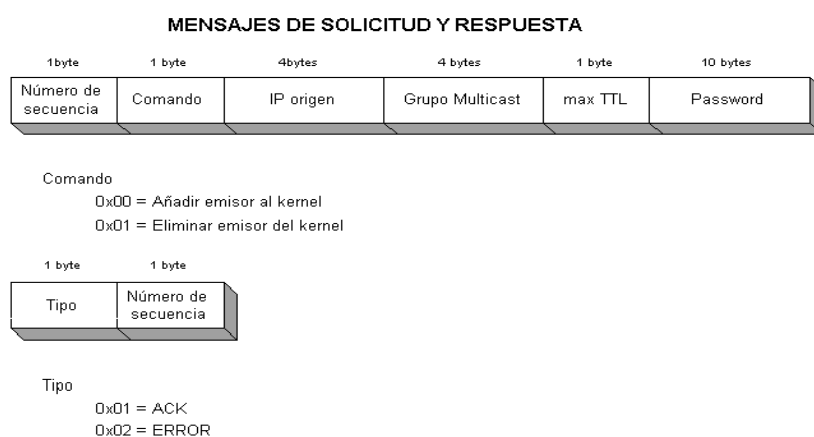 MENSAJES DE SOLICITUD Y RESPUESTA
1byte 1 byte 4bytes 4 bytes 1 byte 10 bytes
Número de secuencia Comando IP origen Grupo Multicast max TTL Password
Comando
0x00 = Añadir emisor al kernel
0x01 = Eliminar emisor del kernel
1 byte 1 byte
Tipo Número de secuencia
Tipo
0x01 = ACK
0x02 = ERROR